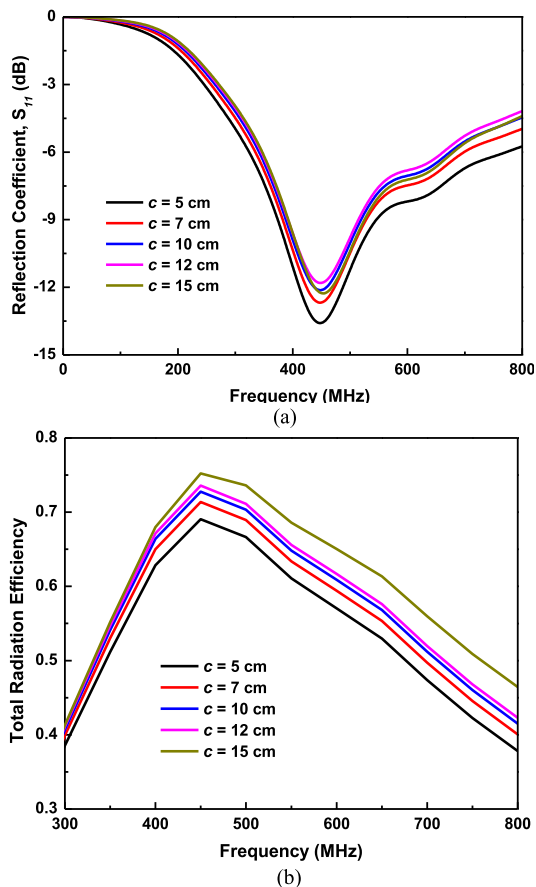 0
-3
-6
-9
-12
-15
Reflection Coefficient, S11 (dB)
c = 5 cm
c = 7 cm
c = 10 cm
c = 12 cm
c = 15 cm
0 200 400 600 800
Frequency (MHz)
(a)
0.8
0.7
0.6
0.5
0.4
0.3
Total Radiation Efficiency
c = 5 cm
c = 7 cm
c = 10 cm
c = 12 cm
c = 15 cm
300 400 500 600 700 800
Frequency (MHz)
(b)